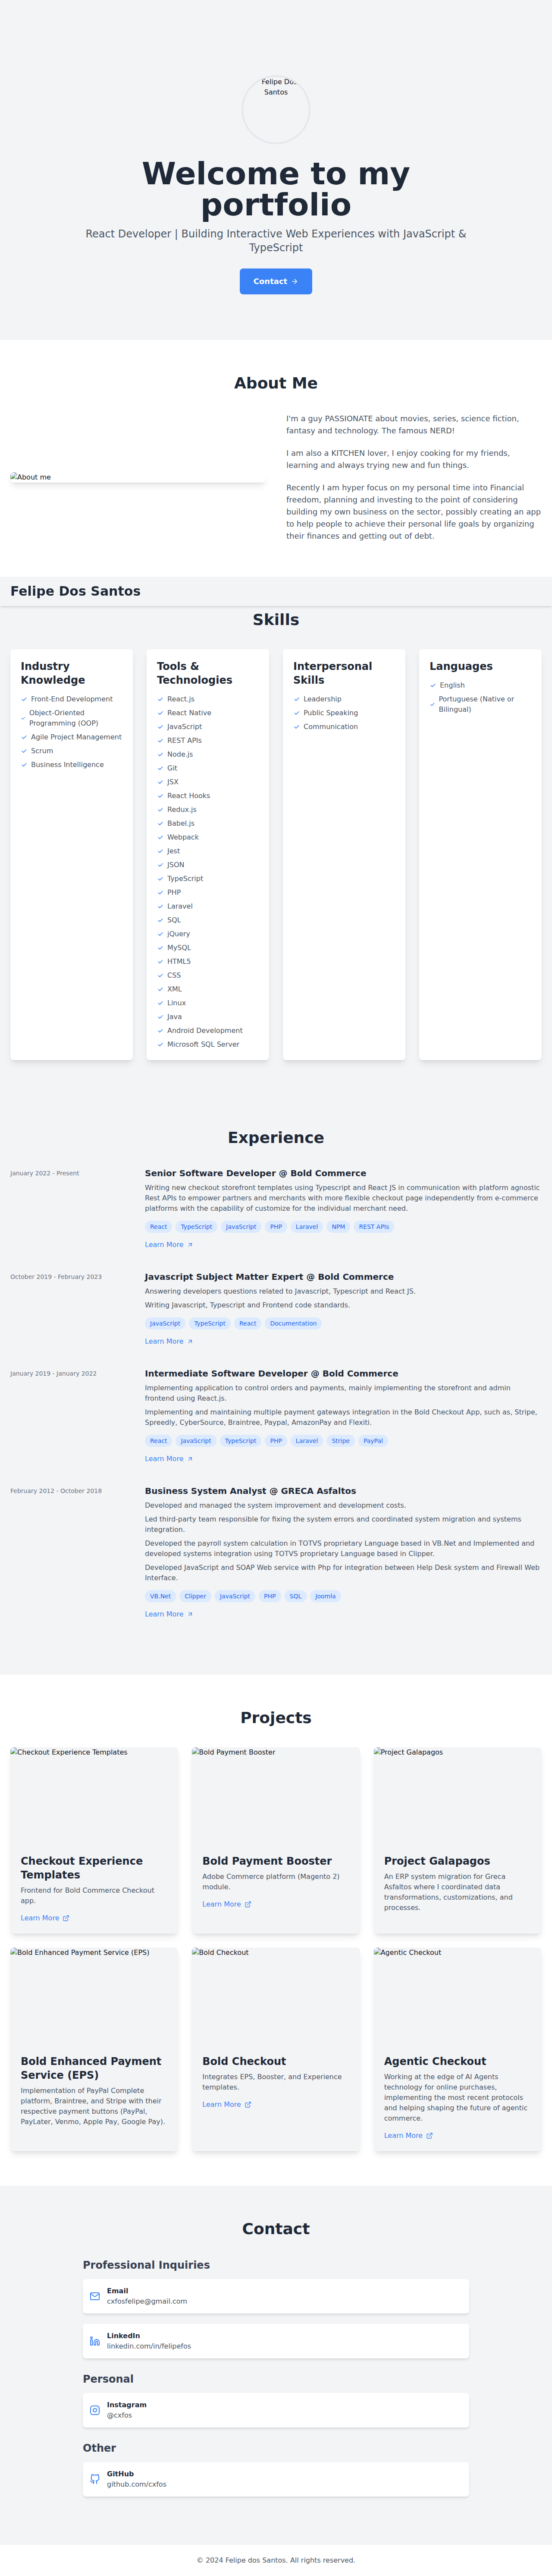 Felipe Dos
Santos
Welcome to my
portfolio
React Developer | Building Interactive Web Experiences with JavaScript &
TypeScript
Contact
About Me
About me
I'm a guy PASSIONATE about movies, series, science fiction,
fantasy and technology. The famous NERD!
I am also a KITCHEN lover, I enjoy cooking for my friends,
learning and always trying new and fun things.
Recently I am hyper focus on my personal time into Financial
freedom, planning and investing to the point of considering
building my own business on the sector, possibly creating an app
to help people to achieve their personal life goals by organizing
their finances and getting out of debt.
Felipe Dos Santos
Skills
Industry
Knowledge
Front-End Development
Object-Oriented
Programming (OOP)
Agile Project Management
Scrum
Business Intelligence
Tools &
Technologies
React.js
React Native
JavaScript
REST APIs
Node.js
Git
JSX
React Hooks
Redux.js
Babel.js
Webpack
Jest
JSON
TypeScript
PHP
Laravel
SQL
jQuery
MySQL
HTML5
CSS
XML
Linux
Java
Android Development
Microsoft SQL Server
Interpersonal
Skills
Leadership
Public Speaking
Communication
Languages
English
Portuguese (Native or
Bilingual)
Experience
January 2022 - Present
Senior Software Developer @ Bold Commerce
Writing new checkout storefront templates using Typescript and React JS in communication with platform agnostic
Rest APIs to empower partners and merchants with more flexible checkout page independently from e-commerce
platforms with the capability of customize for the individual merchant need.
React TypeScript JavaScript PHP Laravel NPM REST APIs
Learn More
October 2019 - February 2023
Javascript Subject Matter Expert @ Bold Commerce
Answering developers questions related to Javascript, Typescript and React JS.
Writing Javascript, Typescript and Frontend code standards.
JavaScript TypeScript React Documentation
Learn More
January 2019 - January 2022
Intermediate Software Developer @ Bold Commerce
Implementing application to control orders and payments, mainly implementing the storefront and admin
frontend using React.js.
Implementing and maintaining multiple payment gateways integration in the Bold Checkout App, such as, Stripe,
Spreedly, CyberSource, Braintree, Paypal, AmazonPay and Flexiti.
React JavaScript TypeScript PHP Laravel Stripe PayPal
Learn More
February 2012 - October 2018
Business System Analyst @ GRECA Asfaltos
Developed and managed the system improvement and development costs.
Led third-party team responsible for fixing the system errors and coordinated system migration and systems
integration.
Developed the payroll system calculation in TOTVS proprietary Language based in VB.Net and Implemented and
developed systems integration using TOTVS proprietary Language based in Clipper.
Developed JavaScript and SOAP Web service with Php for integration between Help Desk system and Firewall Web
Interface.
VB.Net Clipper JavaScript PHP SQL Joomla
Learn More
Projects
Checkout Experience Templates
Checkout Experience
Templates
Frontend for Bold Commerce Checkout
app.
Learn More
Bold Payment Booster
Bold Payment Booster
Adobe Commerce platform (Magento 2)
module.
Learn More
Project Galapagos
Project Galapagos
An ERP system migration for Greca
Asfaltos where I coordinated data
transformations, customizations, and
processes.
Bold Enhanced Payment Service (EPS)
Bold Enhanced Payment
Service (EPS)
Implementation of PayPal Complete
platform, Braintree, and Stripe with their
respective payment buttons (PayPal,
PayLater, Venmo, Apple Pay, Google Pay).
Bold Checkout
Bold Checkout
Integrates EPS, Booster, and Experience
templates.
Learn More
Agentic Checkout
Agentic Checkout
Working at the edge of AI Agents
technology for online purchases,
implementing the most recent protocols
and helping shaping the future of agentic
commerce.
Learn More
Contact
Professional Inquiries
Email
cxfosfelipe@gmail.com
LinkedIn
linkedin.com/in/felipefos
Personal
Instagram
@cxfos
Other
GitHub
github.com/cxfos
© 2024 Felipe dos Santos. All rights reserved.